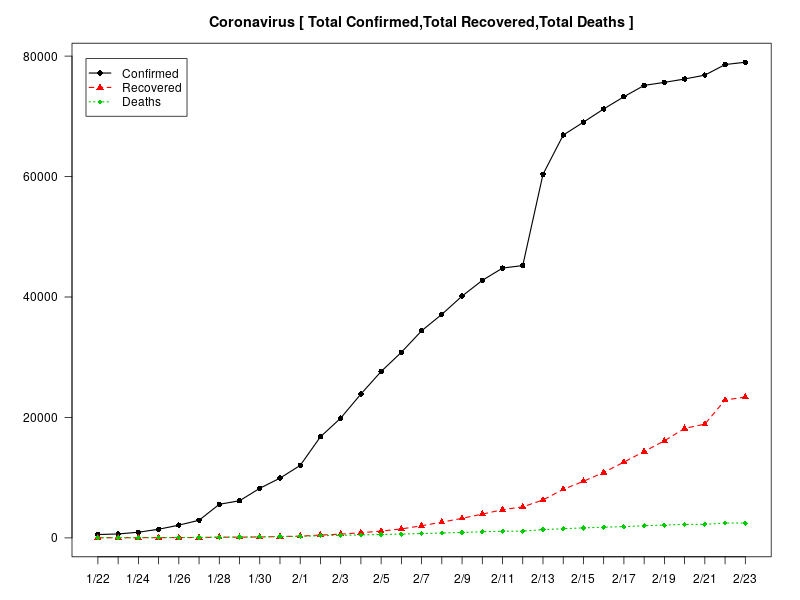 Coronavirus [ Total Confirmed,Total Recovered,Total Deaths ]
Confirmed
Recovered
Deaths
80000
60000
40000
20000
0
1/22 1/24 1/26 1/28 1/30 2/1 2/3 2/5 2/7 2/9 2/11 2/13 2/15 2/17 2/19 2/21 2/23